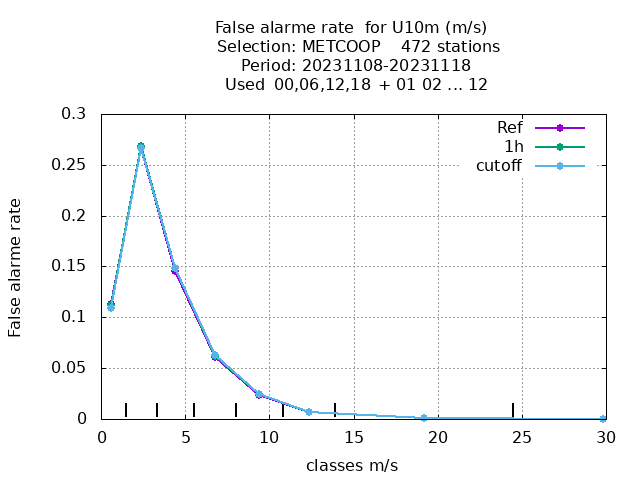 False alarme rate  for U10m (m/s)
Selection: METCOOP    472 stations
Period: 20231108-20231118
Used  00,06,12,18  + 01 02 ... 12
0.3
0.25
0.2
0.15
0.1
0.05
0
False alarme rate
Ref
1h
cutoff
0 5 10 15 20 25 30
classes m/s